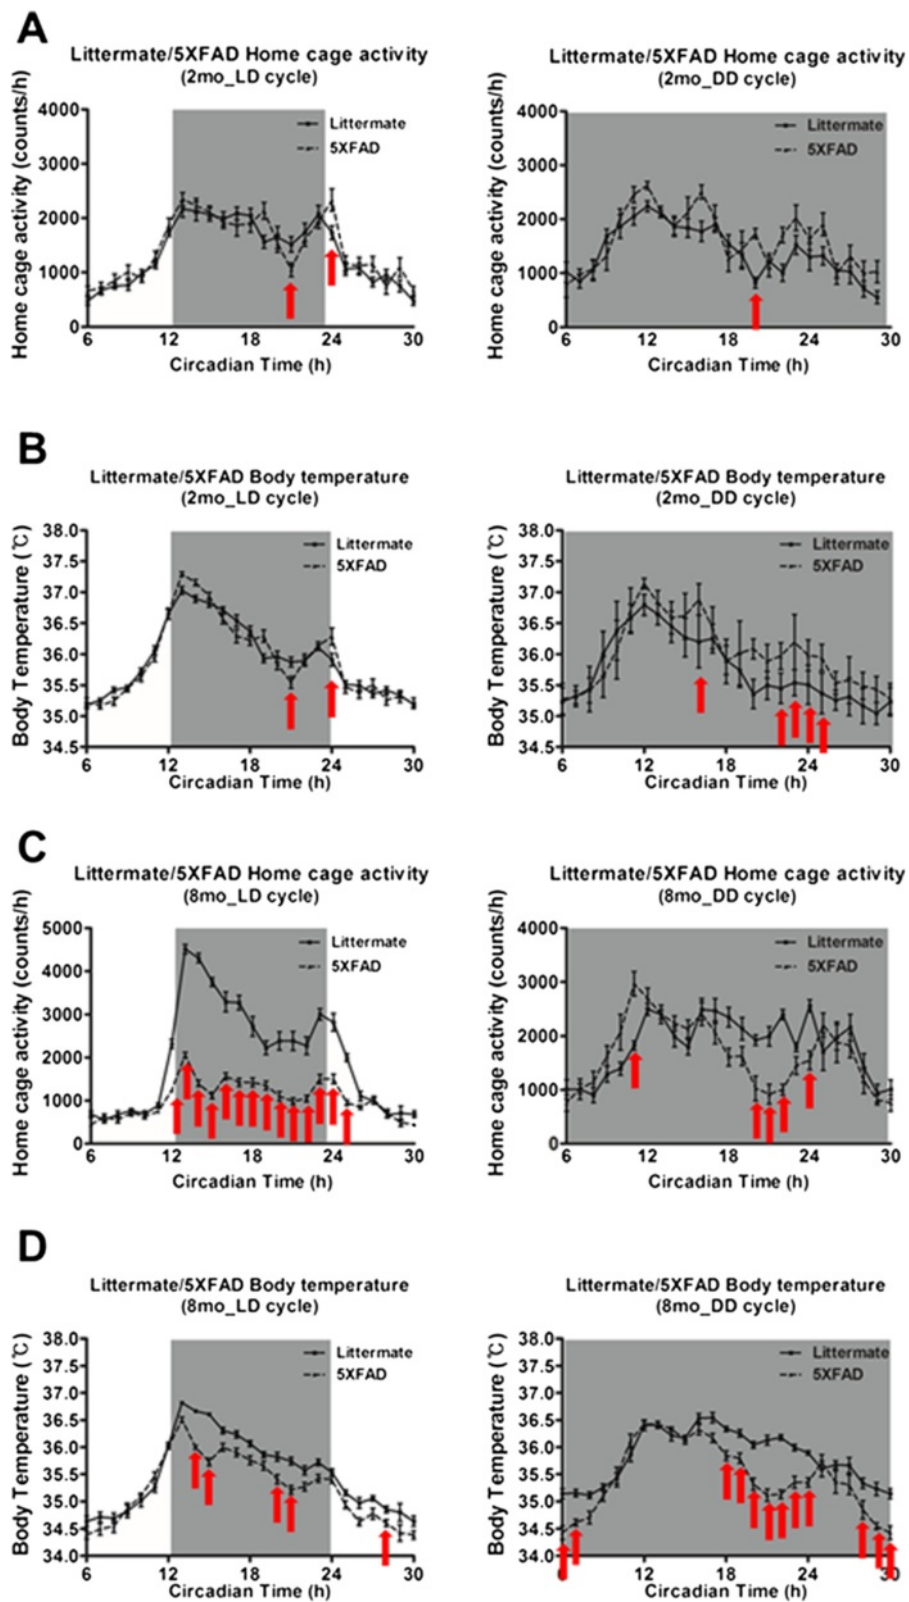 A
Littermate/5XFAD Home cage activity
(2mo_LD cycle)
Home cage activity (counts/h)
4000
3000
2000
1000
0
Littermate
5XFAD
6 12 18 24 30
Circadian Time (h)
Littermate/5XFAD Home cage activity
(2mo_DD cycle)
Home cage activity (counts/h)
4000
3000
2000
1000
0
Littermate
5XFAD
6 12 18 24 30
Circadian Time (h)
B
Littermate/5XFAD Body temperature
(2mo_LD cycle)
Body Temperature (℃)
38.0
37.5
37.0
36.5
36.0
35.5
35.0
34.5
Littermate
5XFAD
6 12 18 24 30
Circadian Time (h)
Littermate/5XFAD Body temperature
(2mo_DD cycle)
Body Temperature (℃)
38.0
37.5
37.0
36.5
36.0
35.5
35.0
34.5
Littermate
5XFAD
6 12 18 24 30
Circadian Time (h)
C
Littermate/5XFAD Home cage activity
(8mo_LD cycle)
Home cage activity (counts/h)
5000
4000
3000
2000
1000
0
Littermate
5XFAD
6 12 18 24 30
Circadian Time (h)
Littermate/5XFAD Home cage activity
(8mo_DD cycle)
Home cage activity (counts/h)
4000
3000
2000
1000
0
Littermate
5XFAD
6 12 18 24 30
Circadian Time (h)
D
Littermate/5XFAD Body temperature
(8mo_LD cycle)
Body Temperature (℃)
38.0
37.5
37.0
36.5
36.0
35.5
35.0
34.5
34.0
Littermate
5XFAD
6 12 18 24 30
Circadian Time (h)
Littermate/5XFAD Body temperature
(8mo_DD cycle)
Body Temperature (℃)
38.0
37.5
37.0
36.5
36.0
35.5
35.0
34.5
34.0
Littermate
5XFAD
6 12 18 24 30
Circadian Time (h)